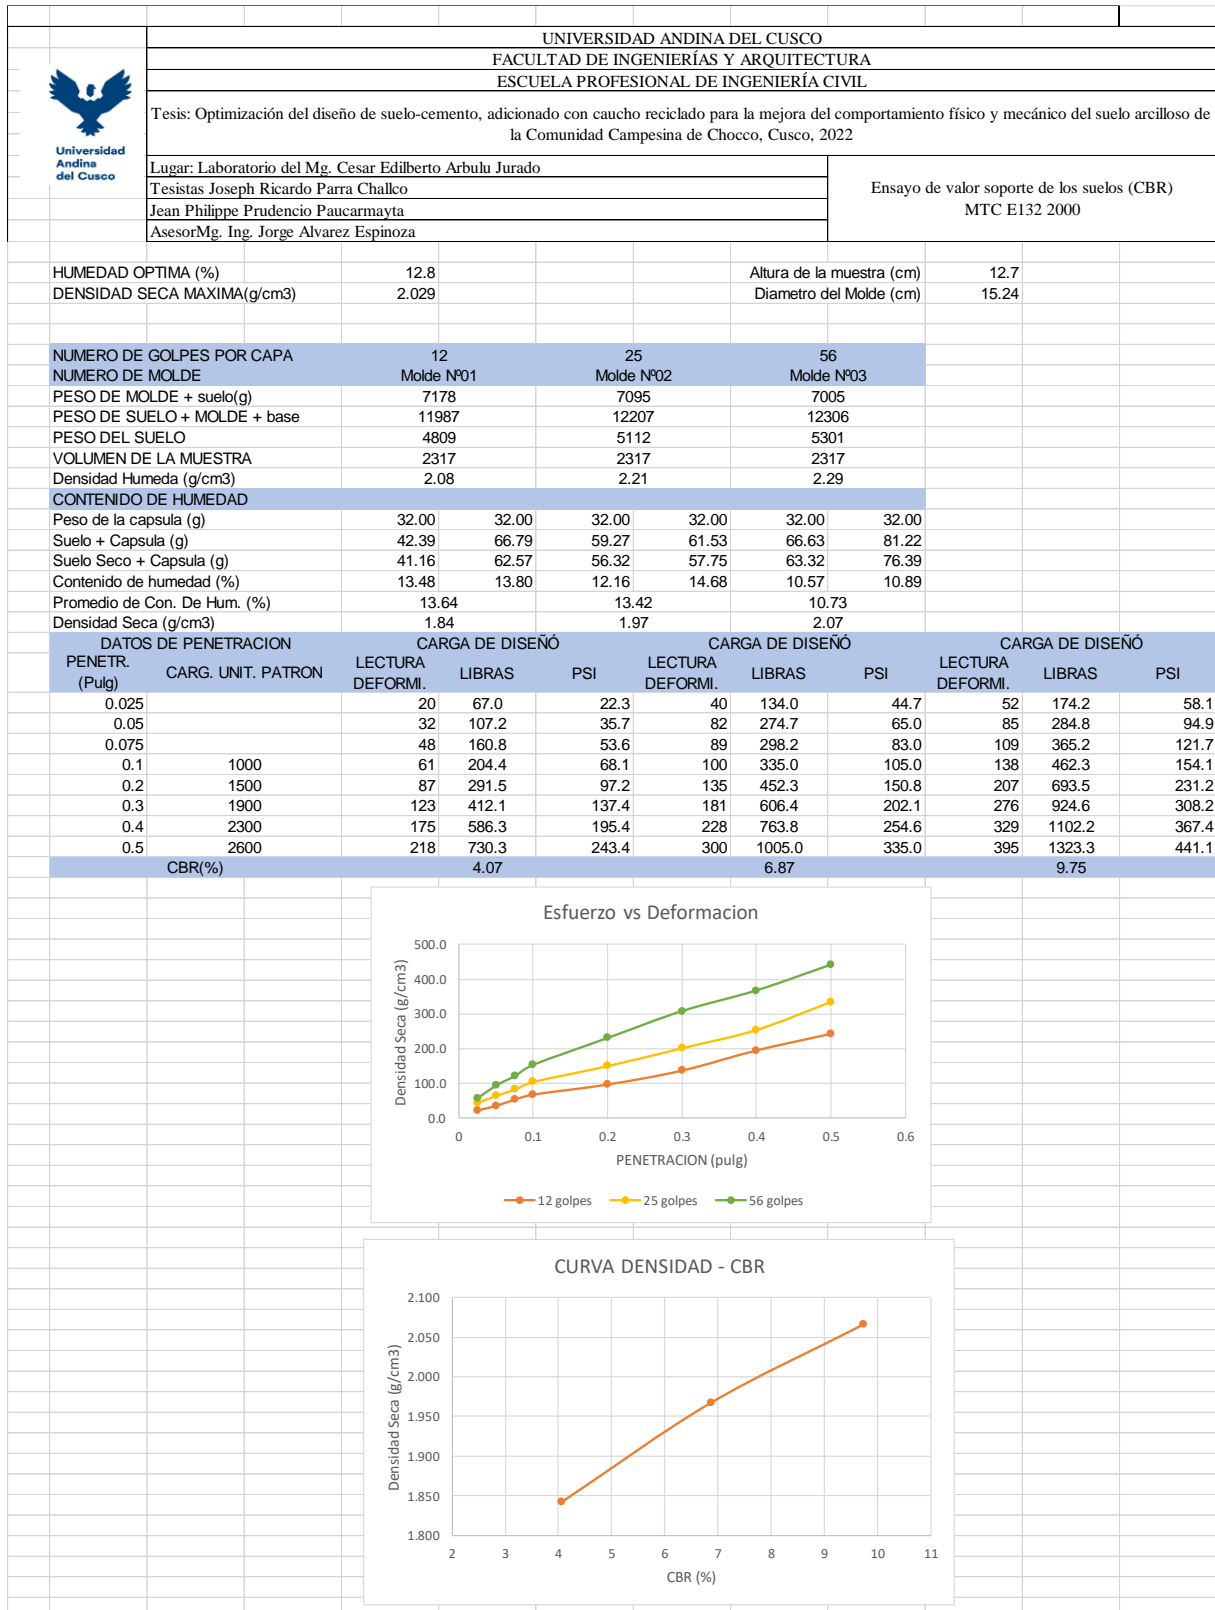 UNIVERSIDAD ANDINA DEL CUSCO
FACULTAD DE INGENIERÍAS Y ARQUITECTURA
ESCUELA PROFESIONAL DE INGENIERÍA CIVIL
Tesis: Optimización del diseño de suelo-cemento, adicionado con caucho reciclado para la mejora del comportamiento físico y mecánico del suelo arcilloso de
la Comunidad Campesina de Chocco, Cusco, 2022
Universidad
Andina
del Cusco
Lugar: Laboratorio del Mg. Cesar Edilberto Arbulu Jurado
Tesistas Joseph Ricardo Parra Challco
Jean Philippe Prudencio Paucarmayta
AsesorMg. Ing. Jorge Alvarez Espinoza
Ensayo de valor soporte de los suelos (CBR)
MTC E132 2000
HUMEDAD OPTIMA (%) 12.8 Altura de la muestra (cm) 12.7
DENSIDAD SECA MAXIMA(g/cm3) 2.029 Diametro del Molde (cm) 15.24
NUMERO DE GOLPES POR CAPA 12 25 56
NUMERO DE MOLDE Molde Nº01 Molde Nº02 Molde Nº03
PESO DE MOLDE + suelo(g) 7178 7095 7005
PESO DE SUELO + MOLDE + base 11987 12207 12306
PESO DEL SUELO 4809 5112 5301
VOLUMEN DE LA MUESTRA 2317 2317 2317
Densidad Humeda (g/cm3) 2.08 2.21 2.29
CONTENIDO DE HUMEDAD
Peso de la capsula (g) 32.00 32.00 32.00 32.00 32.00 32.00
Suelo + Capsula (g) 42.39 66.79 59.27 61.53 66.63 81.22
Suelo Seco + Capsula (g) 41.16 62.57 56.32 57.75 63.32 76.39
Contenido de humedad (%) 13.48 13.80 12.16 14.68 10.57 10.89
Promedio de Con. De Hum. (%) 13.64 13.42 10.73
Densidad Seca (g/cm3) 1.84 1.97 2.07
DATOS DE PENETRACION CARGA DE DISEÑÓ CARGA DE DISEÑÓ CARGA DE DISEÑÓ
PENETR. (Pulg) CARG. UNIT. PATRON LECTURA DEFORMI. LIBRAS PSI LECTURA DEFORMI. LIBRAS PSI LECTURA DEFORMI. LIBRAS PSI
0.025 20 67.0 22.3 40 134.0 44.7 52 174.2 58.1
0.05 32 107.2 35.7 82 274.7 65.0 85 284.8 94.9
0.075 48 160.8 53.6 89 298.2 83.0 109 365.2 121.7
0.1 1000 61 204.4 68.1 100 335.0 105.0 138 462.3 154.1
0.2 1500 87 291.5 97.2 135 452.3 150.8 207 693.5 231.2
0.3 1900 123 412.1 137.4 181 606.4 202.1 276 924.6 308.2
0.4 2300 175 586.3 195.4 228 763.8 254.6 329 1102.2 367.4
0.5 2600 218 730.3 243.4 300 1005.0 335.0 395 1323.3 441.1
CBR(%) 4.07 6.87 9.75
Esfuerzo vs Deformacion
Densidad Seca (g/cm3)
500.0
400.0
300.0
200.0
100.0
0.0
0 0.1 0.2 0.3 0.4 0.5 0.6
PENETRACION (pulg)
12 golpes 25 golpes 56 golpes
CURVA DENSIDAD - CBR
Densidad Seca (g/cm3)
2.100
2.050
2.000
1.950
1.900
1.850
1.800
2 3 4 5 6 7 8 9 10 11
CBR (%)